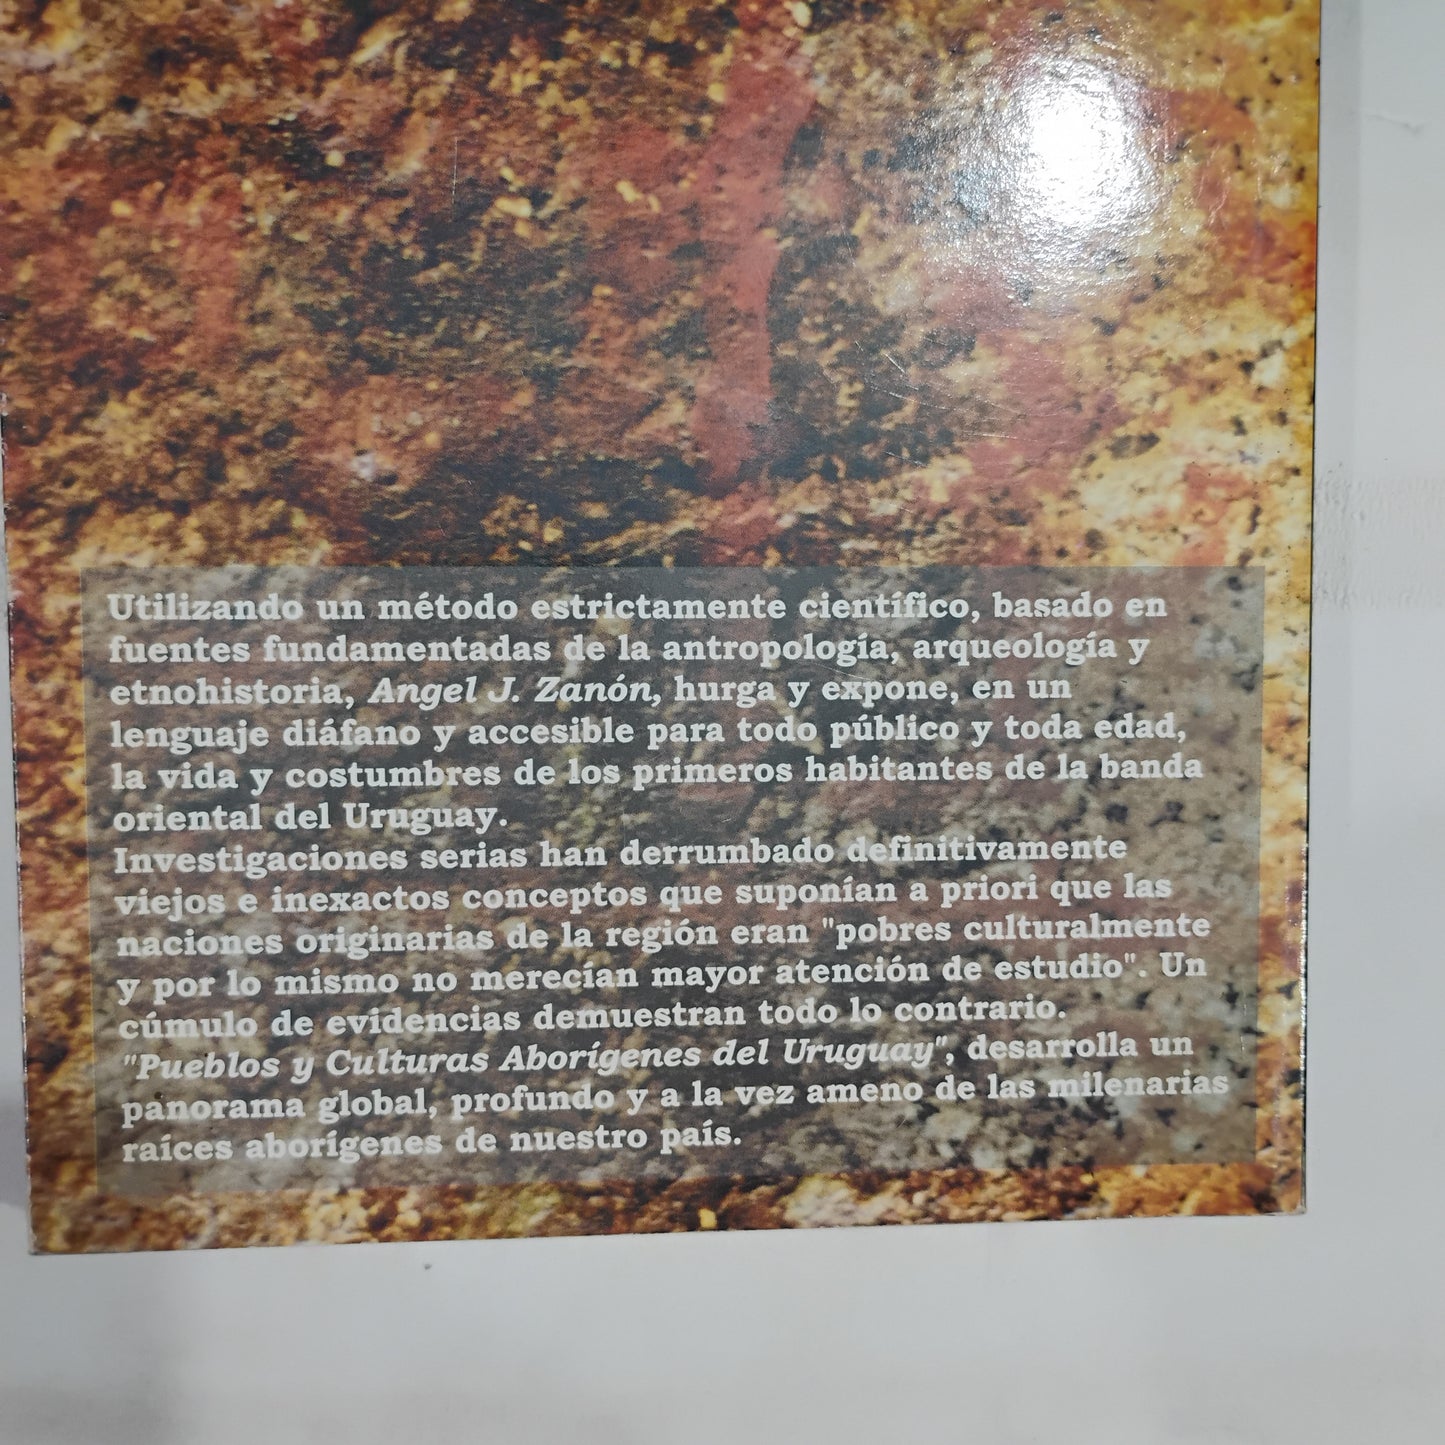 Utilizando un método estrictamente científico, basado en
fuentes fundamentadas de la antropología, arqueología y
etnohistoria, Angel J. Zanón, hurga y expone, en un
lenguaje diáfano y accesible para todo público y toda edad,
la vida y costumbres de los primeros habitantes de la banda
oriental del Uruguay.
Investigaciones serias han derrumbado definitivamente
viejos e inexactos conceptos que suponían a priori que las
naciones originarias de la región eran "pobres culturalmente
y por lo mismo no merecían mayor atención de estudio". Un
cúmulo de evidencias demuestran todo lo contrario.
"Pueblos y Culturas Aborígenes del Uruguay", desarrolla un
panorama global, profundo y a la vez ameno de las milenarias
raíces aborígenes de nuestro país.